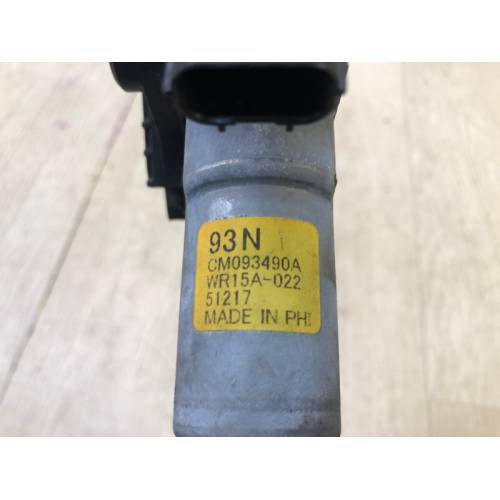 93N
CM093490A
WR15A-022
51217
MADE IN PHI